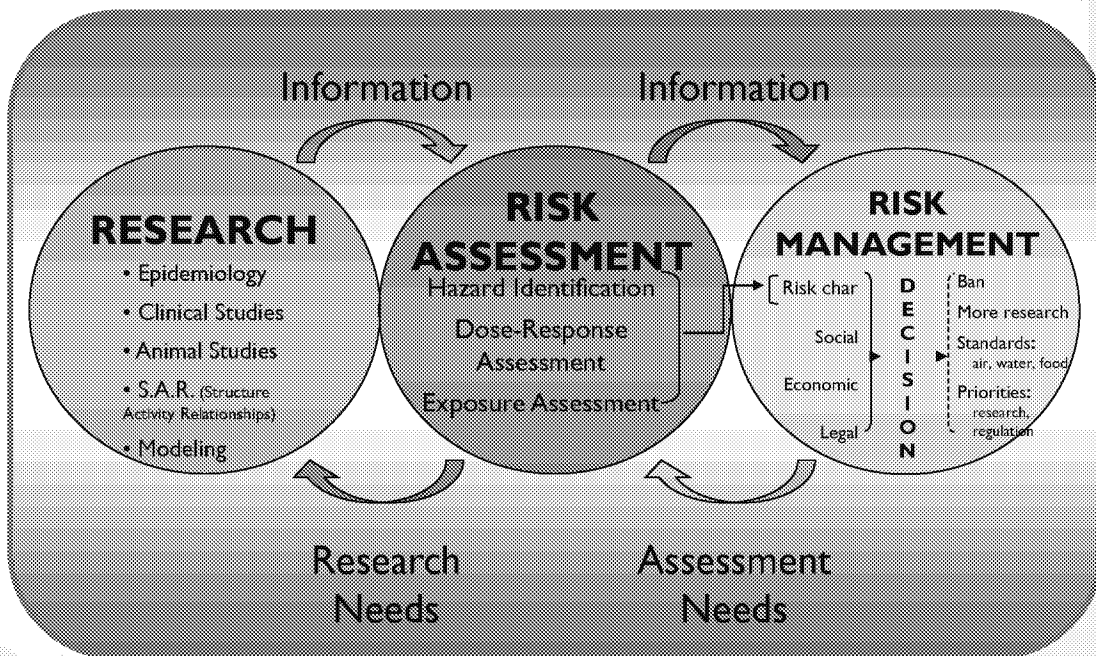 Information
Information
RESEARCH
• Epidemiology
• Clinical Studies
• Animal Studies
• S.A.R. (Structure
Activity Relationships)
• Modeling
RISK
ASSESSMENT
Hazard Identification
Dose-Response
Assessment
Exposure Assessment
RISK
MANAGEMENT
Risk char
Social
Economic
Legal
DECISION
Ban
More research
Standards:
air, water, food
Priorities:
research,
regulation
Research
Needs
Assessment
Needs